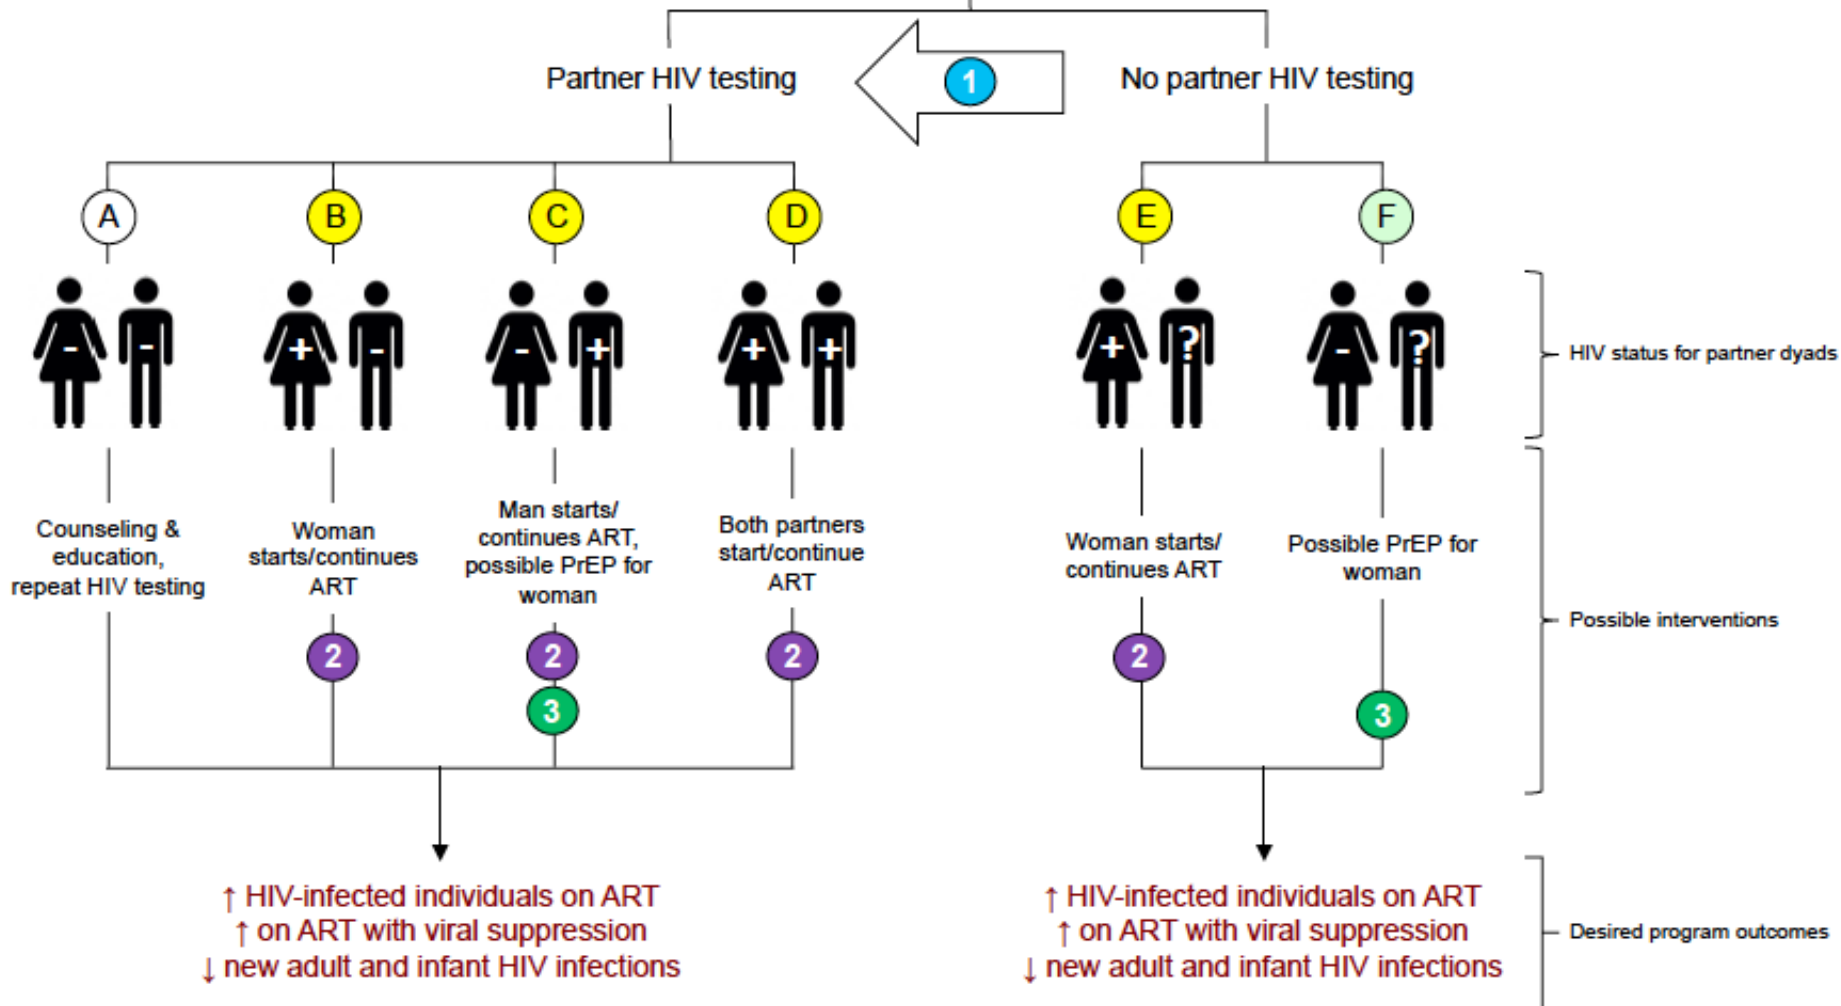 Partner HIV testing
1
No partner HIV testing
A
B
C
D
E
F
- -
+ -
- +
+ +
+ ?
- ?
HIV status for partner dyads
Counseling &
education,
repeat HIV testing
Woman
starts/continues
ART
Man starts/
continues ART,
possible PrEP for
woman
Both partners
start/continue
ART
Woman starts/
continues ART
Possible PrEP for
woman
Possible interventions
2
2
3
2
2
3
↑ HIV-infected individuals on ART
↑ on ART with viral suppression
↓ new adult and infant HIV infections
↑ HIV-infected individuals on ART
↑ on ART with viral suppression
↓ new adult and infant HIV infections
Desired program outcomes